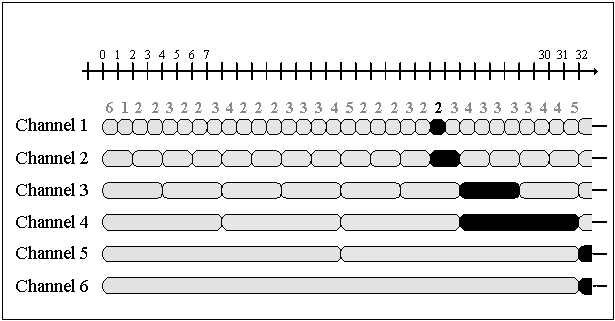 0 1 2 3 4 5 6 7 30 31 32
6 1 2 2 3 2 2 3 4 2 2 2 3 3 3 4 5 2 2 2 3 2 2 3 4 3 3 3 3 4 4 5
Channel 1
Channel 2
Channel 3
Channel 4
Channel 5
Channel 6